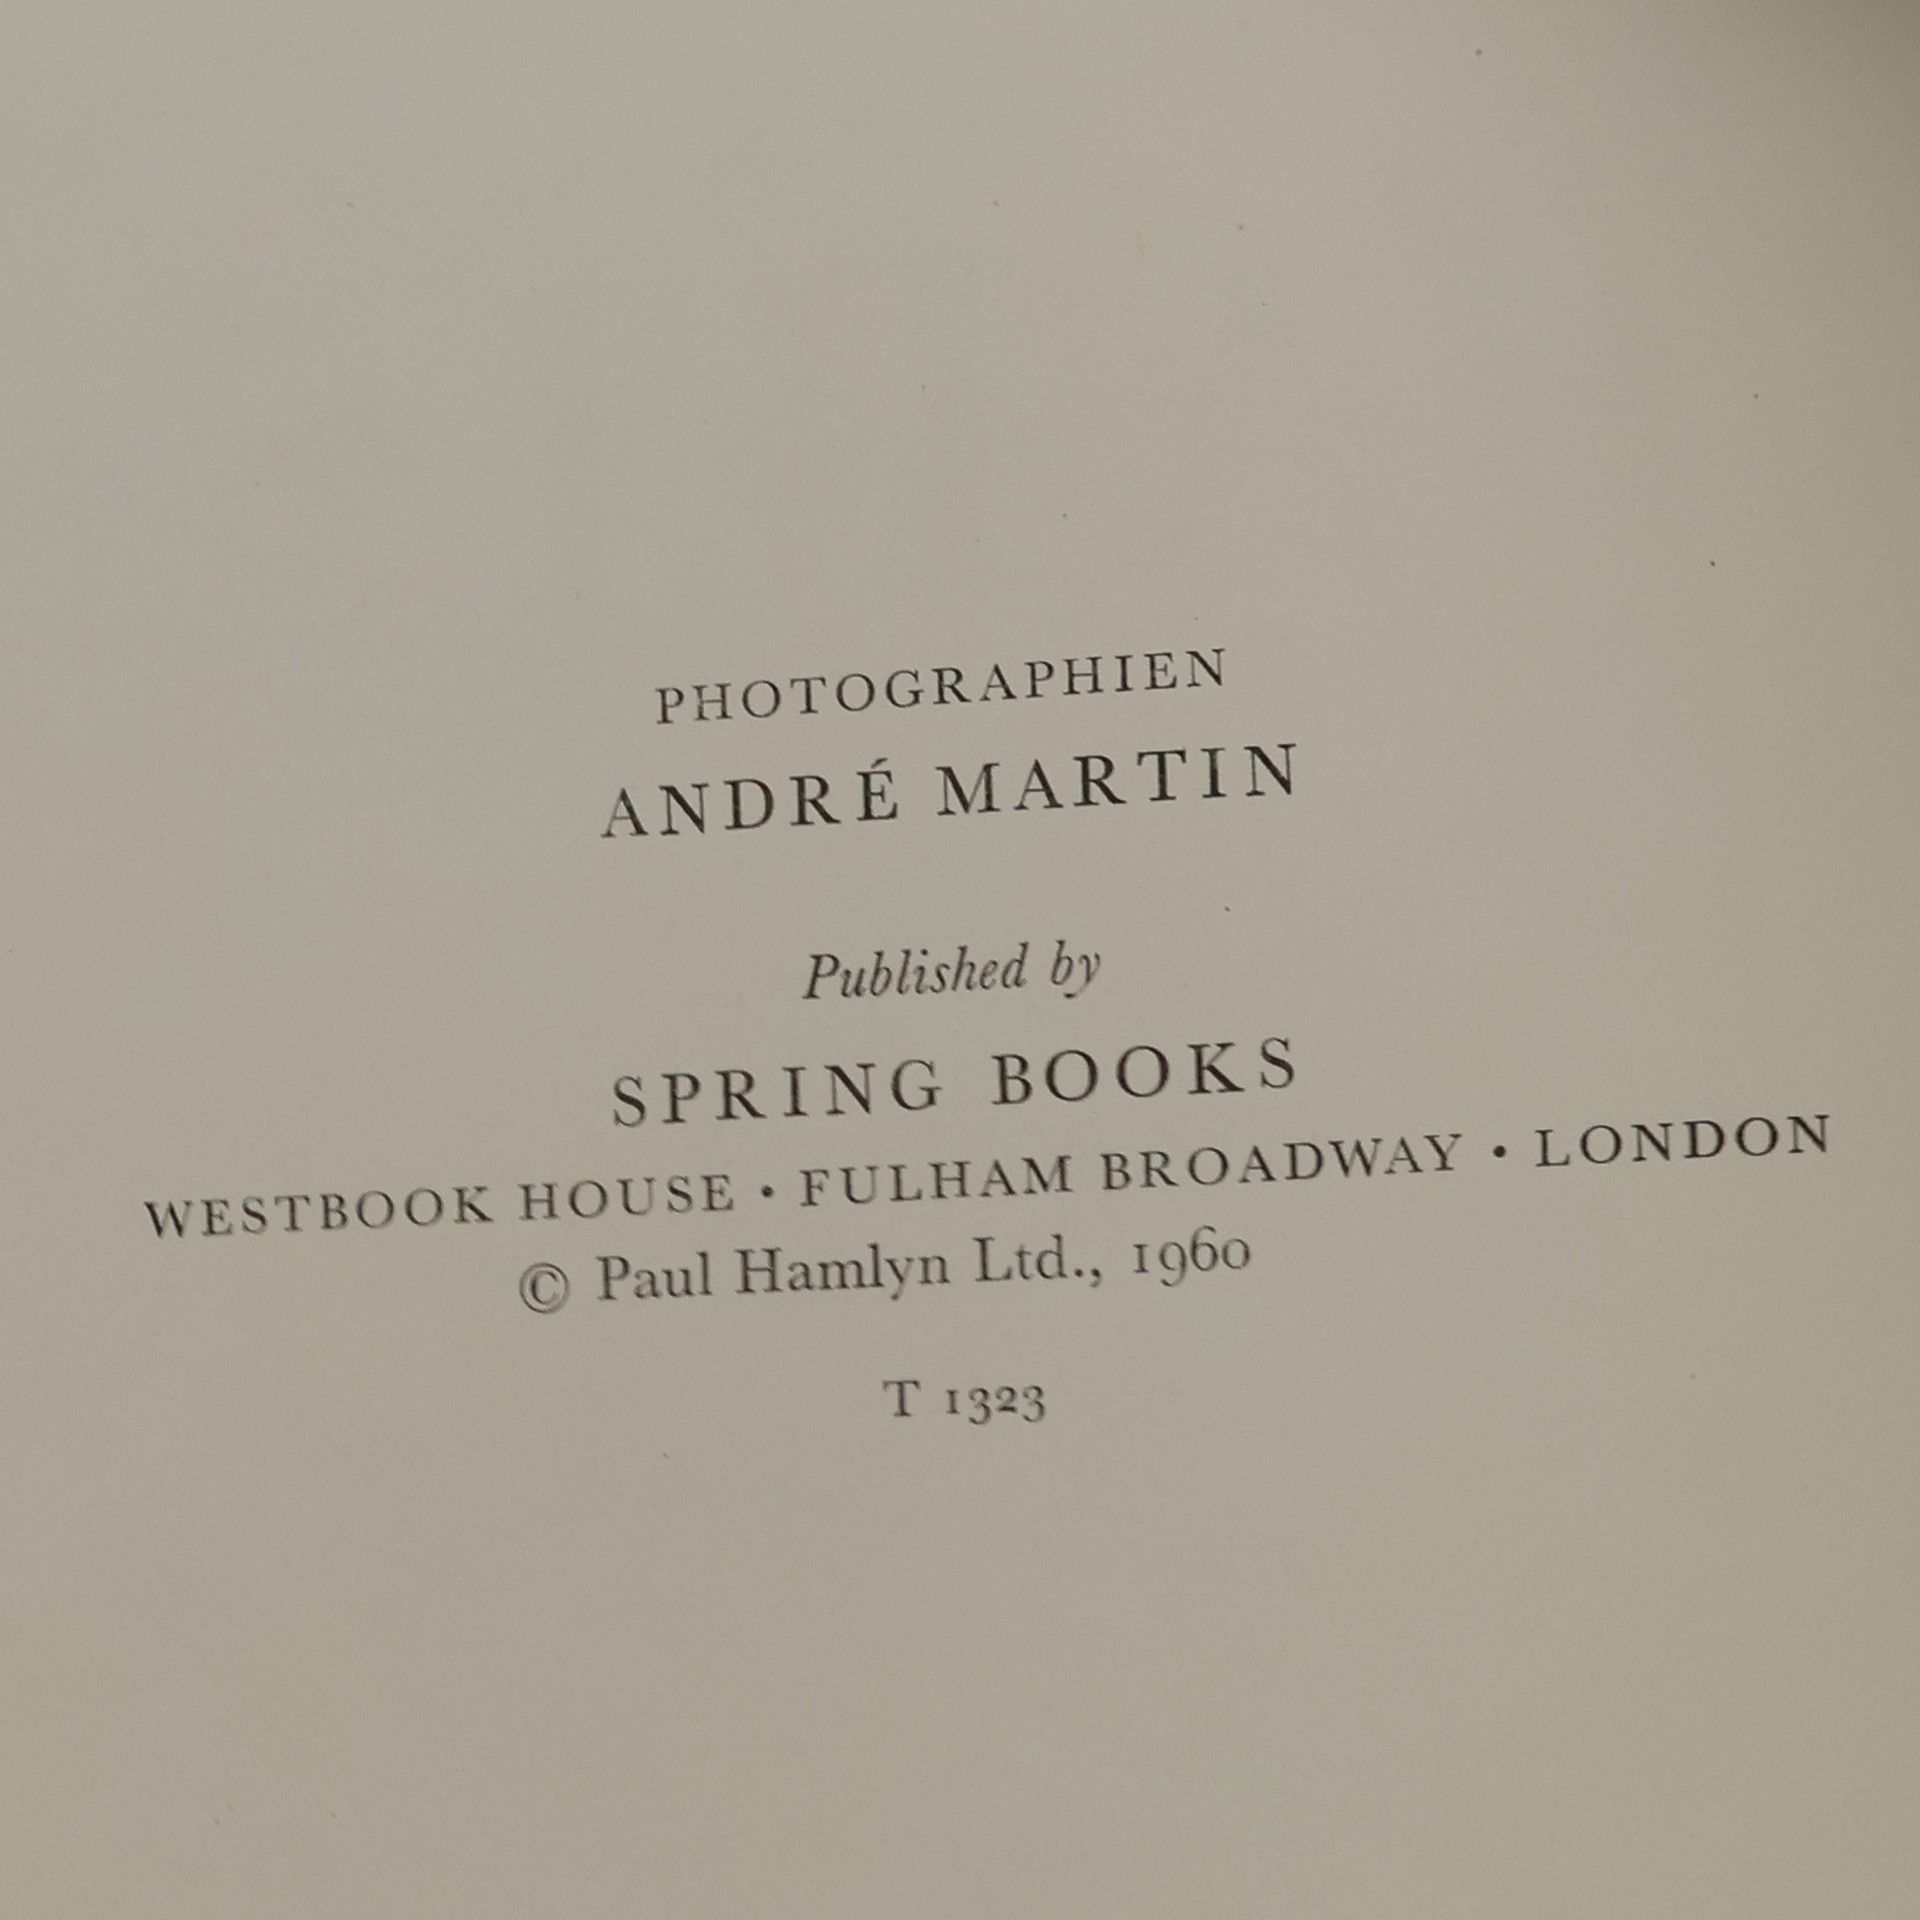 PHOTOGRAPHIEN
ANDRÉ MARTIN
Published by
SPRING BOOKS
WESTBOOK HOUSE • FULHAM BROADWAY • LONDON
© Paul Hamlyn Ltd., 1960
T 1323